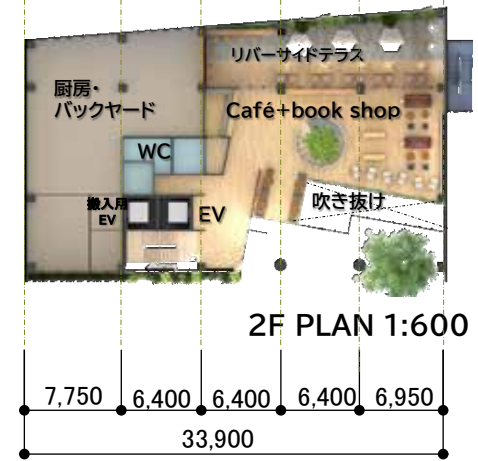 リバーサイドテラス
厨房・
バックヤード
Café+book shop
WC
搬入用
EV
EV
吹き抜け
2F PLAN 1:600
7,750
6,400
6,400
6,400
6,950
33,900